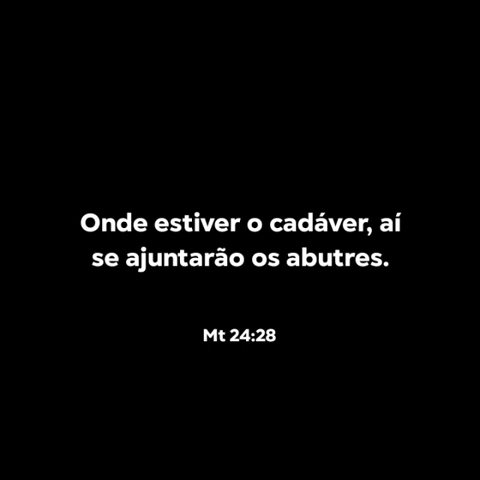 Onde estiver o cadáver, aí
se ajuntarão os abutres.
Mt 24:28